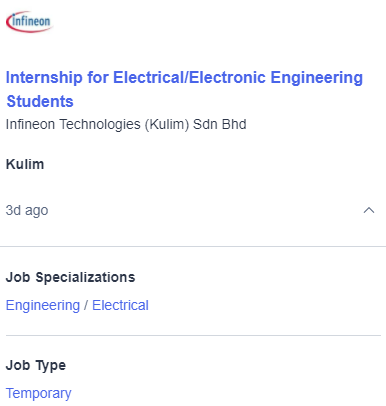 infineon
Internship for Electrical/Electronic Engineering
Students
Infineon Technologies (Kulim) Sdn Bhd
Kulim
3d ago
Job Specializations
Engineering / Electrical
Job Type
Temporary